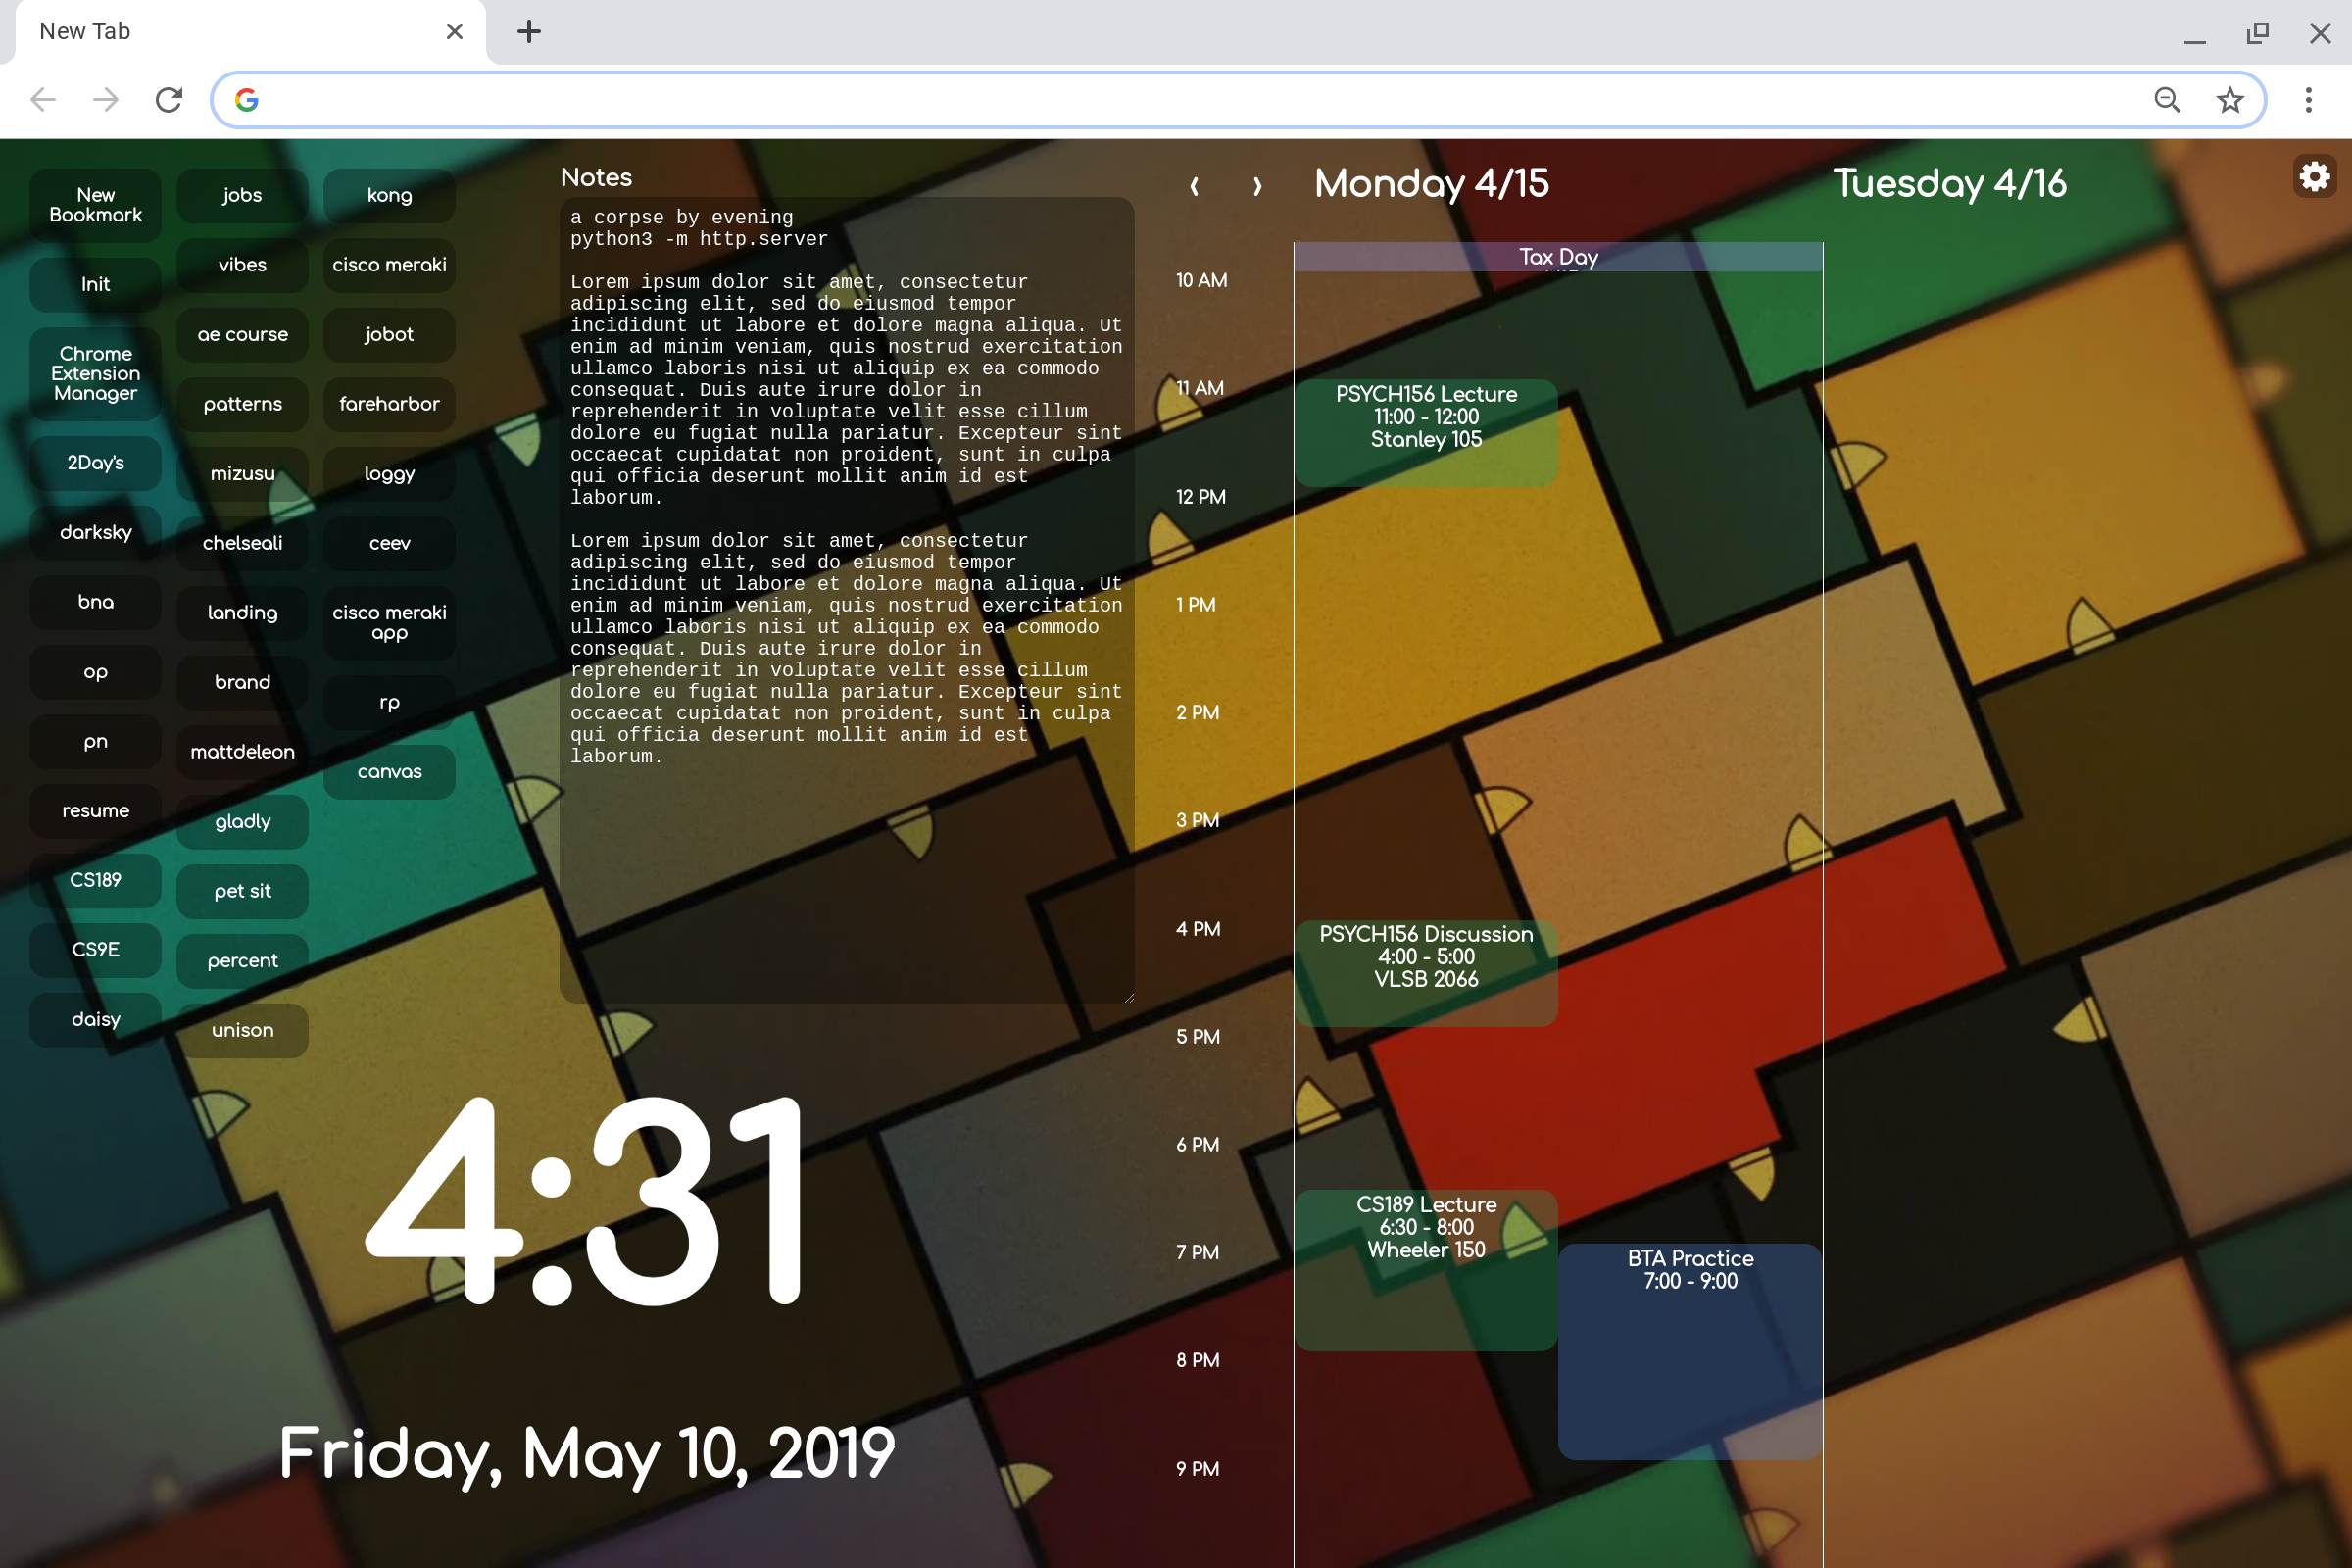 New Tab
New
Bookmark
Init
Chrome
Extension
Manager
2Day's
darksky
bna
op
pn
resume
CS189
CS9E
daisy
jobs
vibes
ae course
patterns
mizusu
chelseali
landing
brand
mattdeleon
gladly
pet sit
percent
unison
kong
cisco meraki
jobot
fareharbor
loggy
ceev
cisco meraki
app
rp
canvas
4:31
Friday, May 10, 2019
Notes
a corpse by evening
python3 -m http.server
Lorem ipsum dolor sit amet, consectetur
adipiscing elit, sed do eiusmod tempor
incididunt ut labore et dolore magna aliqua. Ut
enim ad minim veniam, quis nostrud exercitation
ullamco laboris nisi ut aliquip ex ea commodo
consequat. Duis aute irure dolor in
reprehenderit in voluptate velit esse cillum
dolore eu fugiat nulla pariatur. Excepteur sint
occaecat cupidatat non proident, sunt in culpa
qui officia deserunt mollit anim id est
laborum.
Lorem ipsum dolor sit amet, consectetur
adipiscing elit, sed do eiusmod tempor
incididunt ut labore et dolore magna aliqua. Ut
enim ad minim veniam, quis nostrud exercitation
ullamco laboris nisi ut aliquip ex ea commodo
consequat. Duis aute irure dolor in
reprehenderit in voluptate velit esse cillum
dolore eu fugiat nulla pariatur. Excepteur sint
occaecat cupidatat non proident, sunt in culpa
qui officia deserunt mollit anim id est
laborum.
Monday 4/15
Tuesday 4/16
10 AM
11 AM
12 PM
1 PM
2 PM
3 PM
4 PM
5 PM
6 PM
7 PM
8 PM
9 PM
Tax Day
PSYCH156 Lecture
11:00 - 12:00
Stanley 105
PSYCH156 Discussion
4:00 - 5:00
VLSB 2066
CS189 Lecture
6:30 - 8:00
Wheeler 150
BTA Practice
7:00 - 9:00